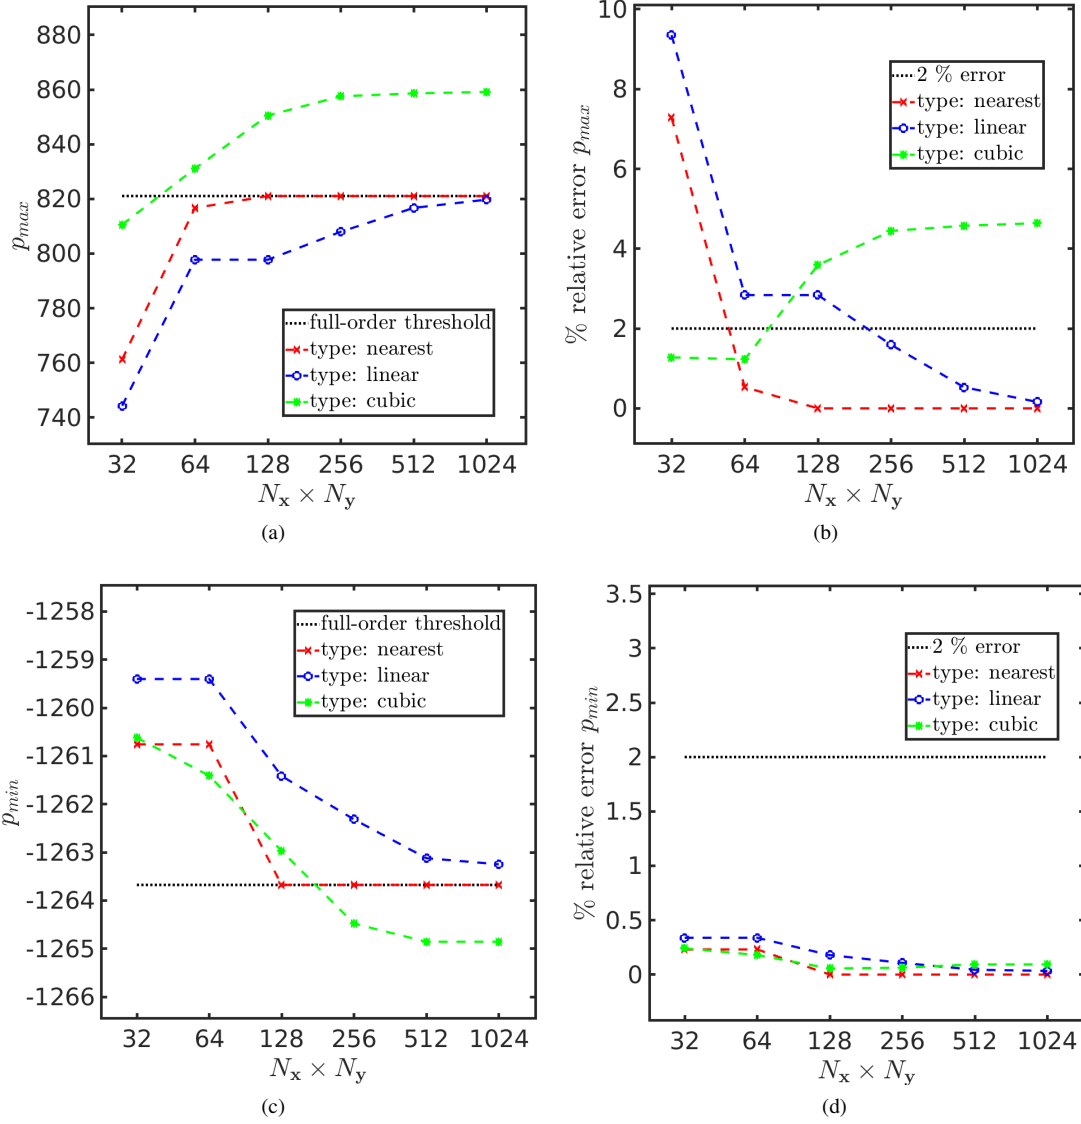 880
860
840
820
800
780
760
740
p_max
full-order threshold
type: nearest
type: linear
type: cubic
32 64 128 256 512 1024
N_x × N_y
(a)
10
8
6
4
2
0
% relative error p_max
2 % error
type: nearest
type: linear
type: cubic
32 64 128 256 512 1024
N_x × N_y
(b)
-1258
-1259
-1260
-1261
-1262
-1263
-1264
-1265
-1266
p_min
full-order threshold
type: nearest
type: linear
type: cubic
32 64 128 256 512 1024
N_x × N_y
(c)
3.5
3
2.5
2
1.5
1
0.5
0
% relative error p_min
2 % error
type: nearest
type: linear
type: cubic
32 64 128 256 512 1024
N_x × N_y
(d)